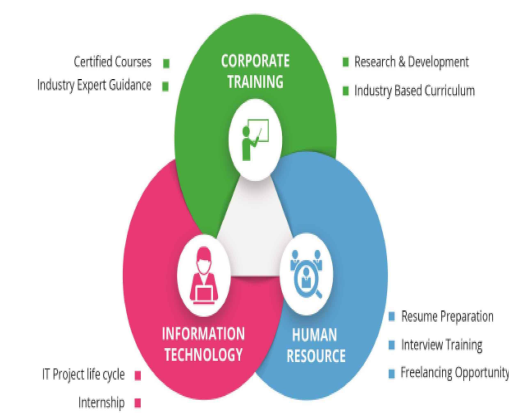 Certified Courses
Industry Expert Guidance
CORPORATE
TRAINING
Research & Development
Industry Based Curriculum
INFORMATION
TECHNOLOGY
HUMAN
RESOURCE
Resume Preparation
Interview Training
Freelancing Opportunity
IT Project life cycle
Internship